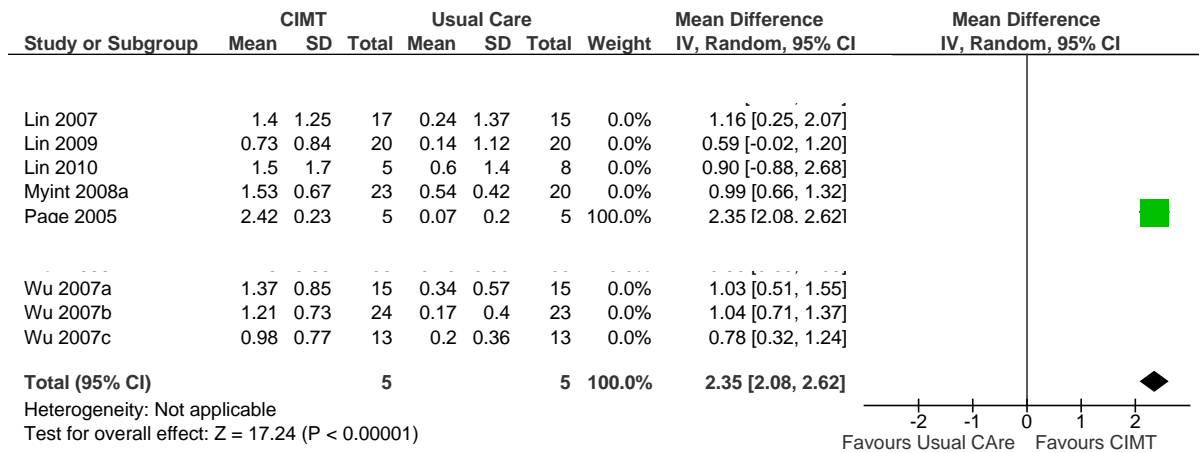 CIMT Usual Care Mean Difference Mean Difference
Study or Subgroup Mean SD Total Mean SD Total Weight IV, Random, 95% CI IV, Random, 95% CI
Lin 2007 1.4 1.25 17 0.24 1.37 15 0.0% 1.16 [0.25, 2.07]
Lin 2009 0.73 0.84 20 0.14 1.12 20 0.0% 0.59 [-0.02, 1.20]
Lin 2010 1.5 1.7 5 0.6 1.4 8 0.0% 0.90 [-0.88, 2.68]
Myint 2008a 1.53 0.67 23 0.54 0.42 20 0.0% 0.99 [0.66, 1.32]
Page 2005 2.42 0.23 5 0.07 0.2 5 100.0% 2.35 [2.08, 2.62]
Wu 2007a 1.37 0.85 15 0.34 0.57 15 0.0% 1.03 [0.51, 1.55]
Wu 2007b 1.21 0.73 24 0.17 0.4 23 0.0% 1.04 [0.71, 1.37]
Wu 2007c 0.98 0.77 13 0.2 0.36 13 0.0% 0.78 [0.32, 1.24]
Total (95% CI) 5 5 100.0% 2.35 [2.08, 2.62]
Heterogeneity: Not applicable
Test for overall effect: Z = 17.24 (P < 0.00001)
-2 -1 0 1 2
Favours Usual CAre Favours CIMT